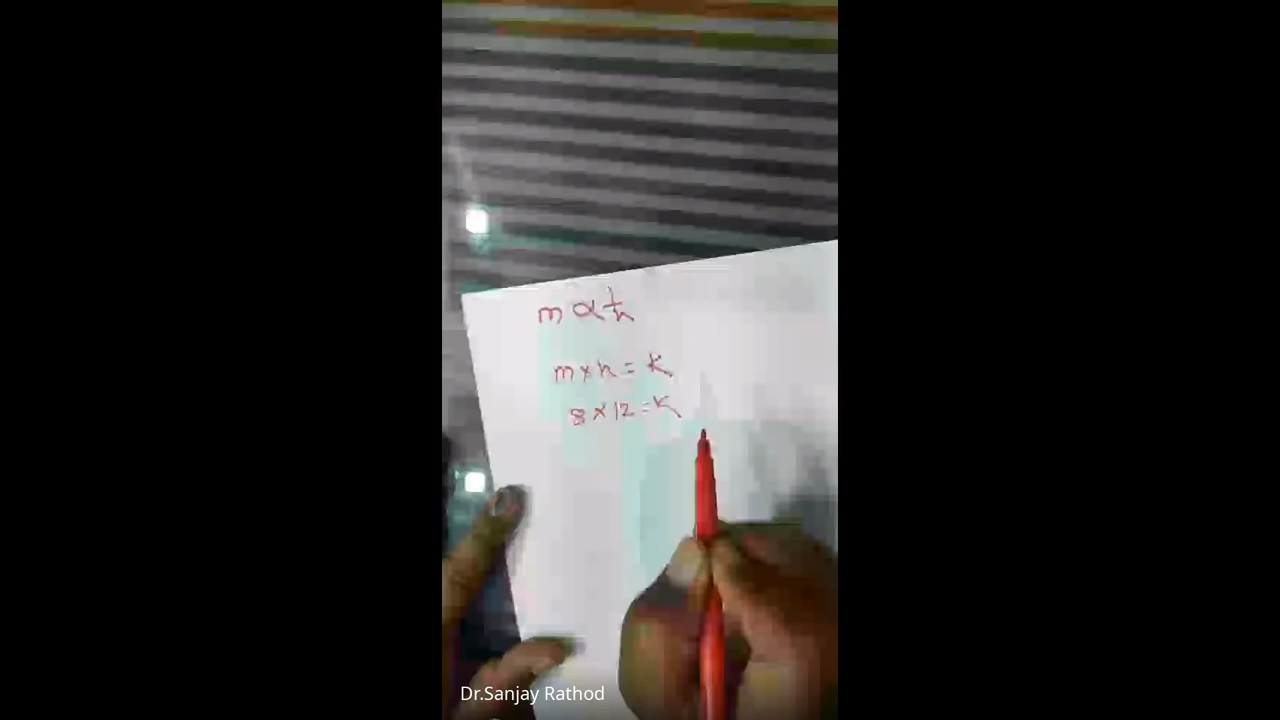 m ∝ 1/n
m×n = K
8×12 = K
Dr.Sanjay Rathod